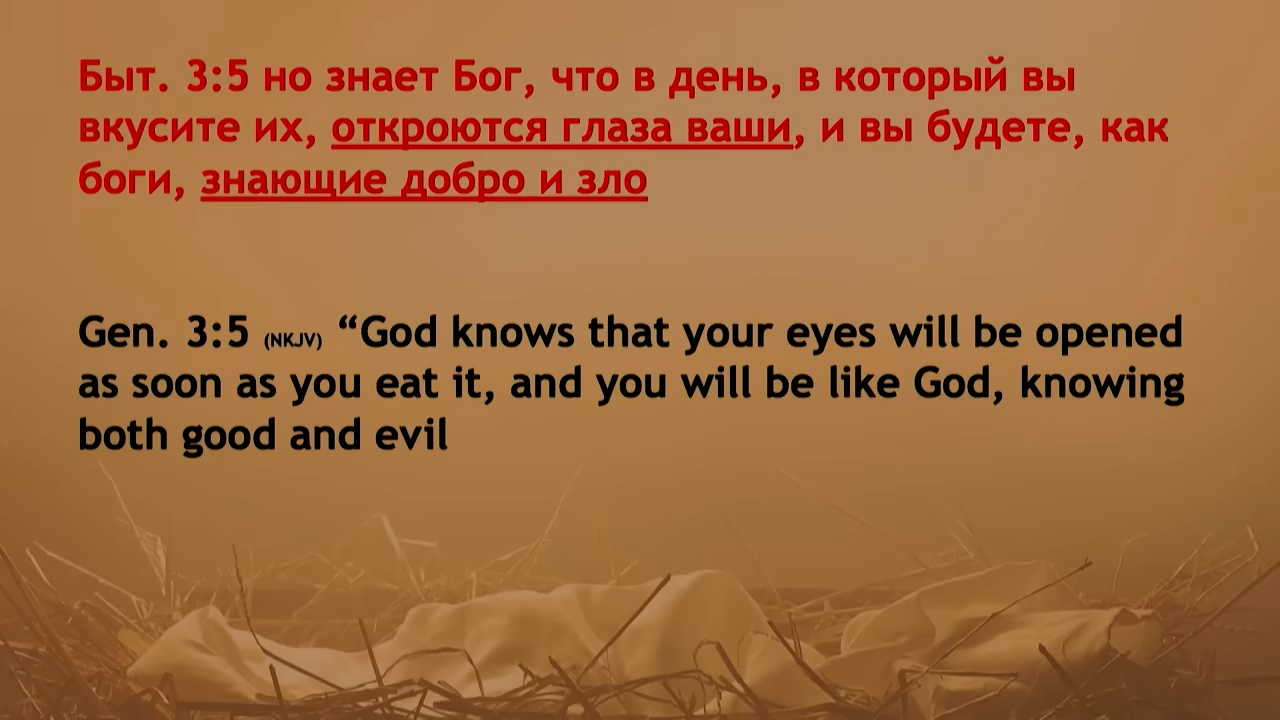 Быт. 3:5 но знает Бог, что в день, в который вы
вкусите их, откроются глаза ваши, и вы будете, как
боги, знающие добро и зло
Gen. 3:5 (NKJV) “God knows that your eyes will be opened
as soon as you eat it, and you will be like God, knowing
both good and evil